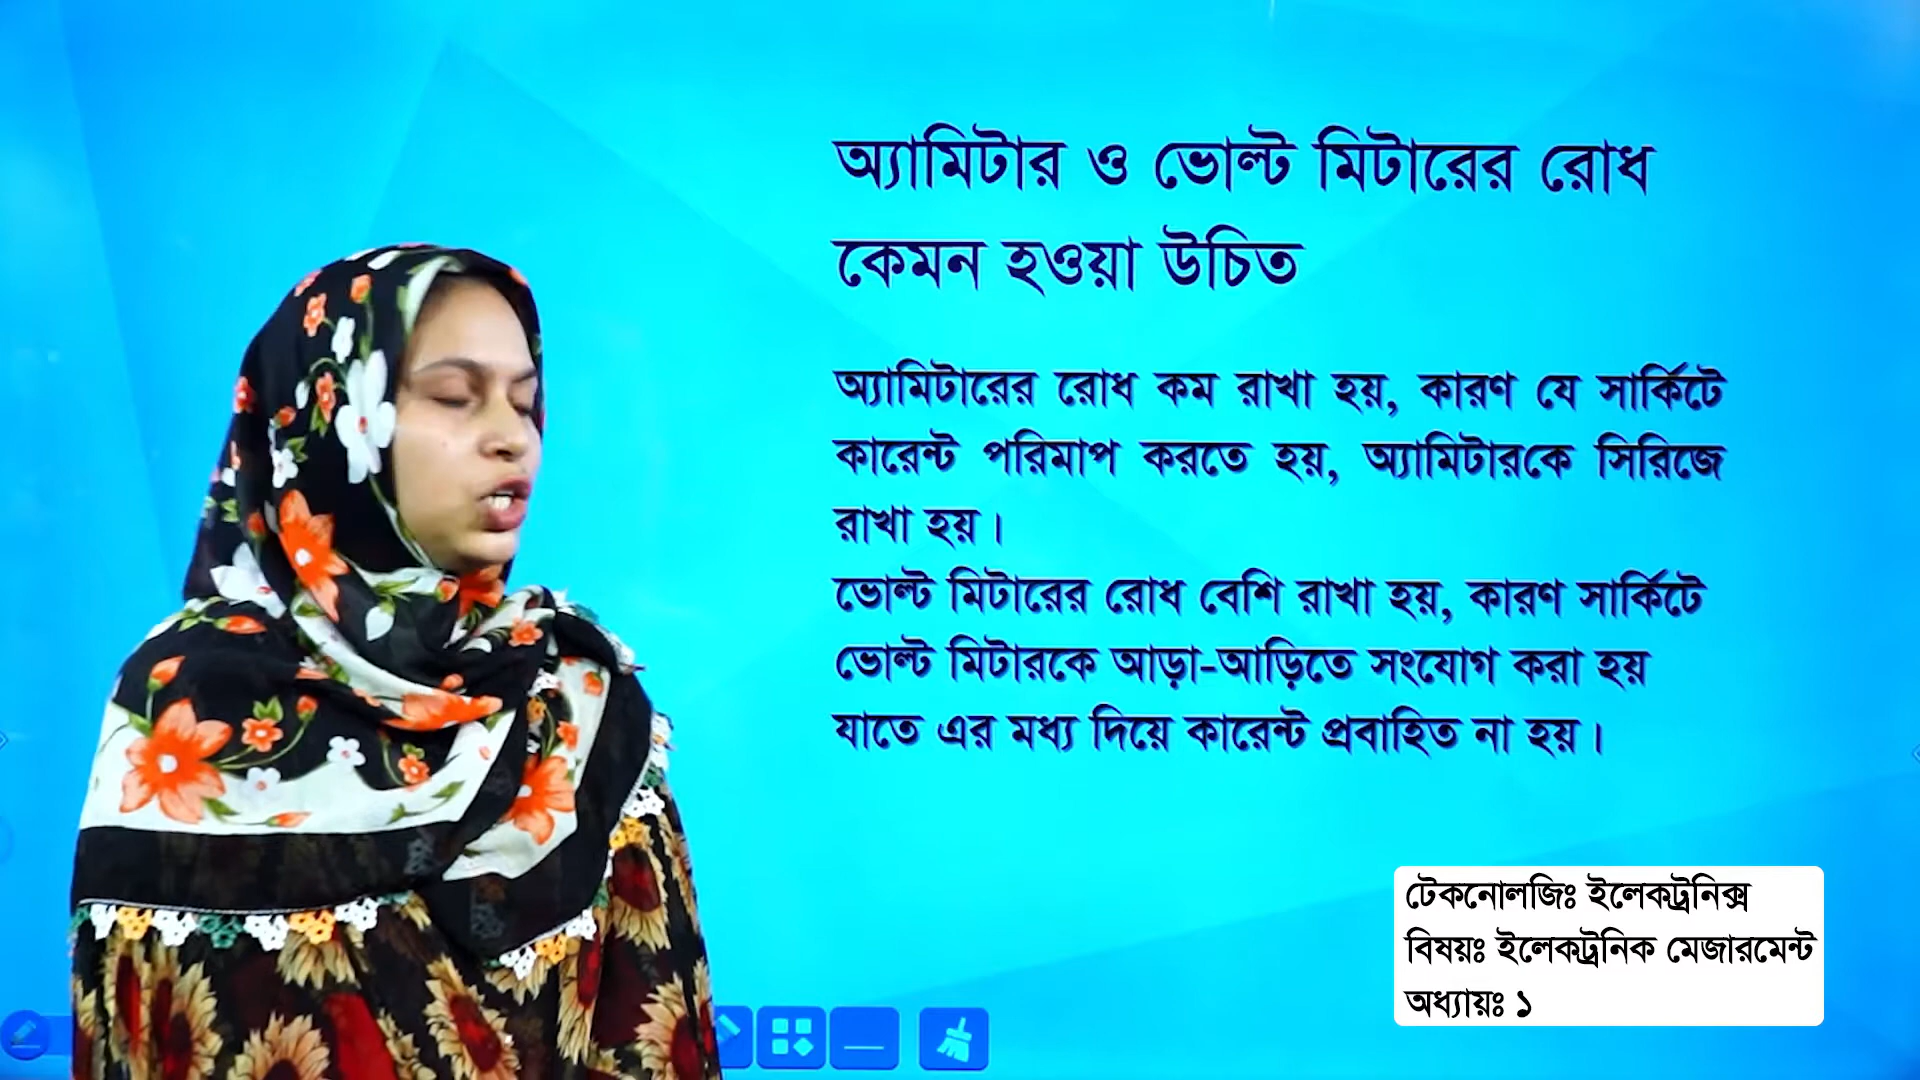 অ্যামিটার ও ভোল্ট মিটারের রোধ
কেমন হওয়া উচিত
অ্যামিটারের রোধ কম রাখা হয়, কারণ যে সার্কিটে
কারেন্ট পরিমাপ করতে হয়, অ্যামিটারকে সিরিজে
রাখা হয়।
ভোল্ট মিটারের রোধ বেশি রাখা হয়, কারণ সার্কিটে
ভোল্ট মিটারকে আড়া-আড়িতে সংযোগ করা হয়
যাতে এর মধ্য দিয়ে কারেন্ট প্রবাহিত না হয়।
টেকনোলজিঃ ইলেকট্রনিক্স
বিষয়ঃ ইলেকট্রনিক মেজারমেন্ট
অধ্যায়ঃ ১